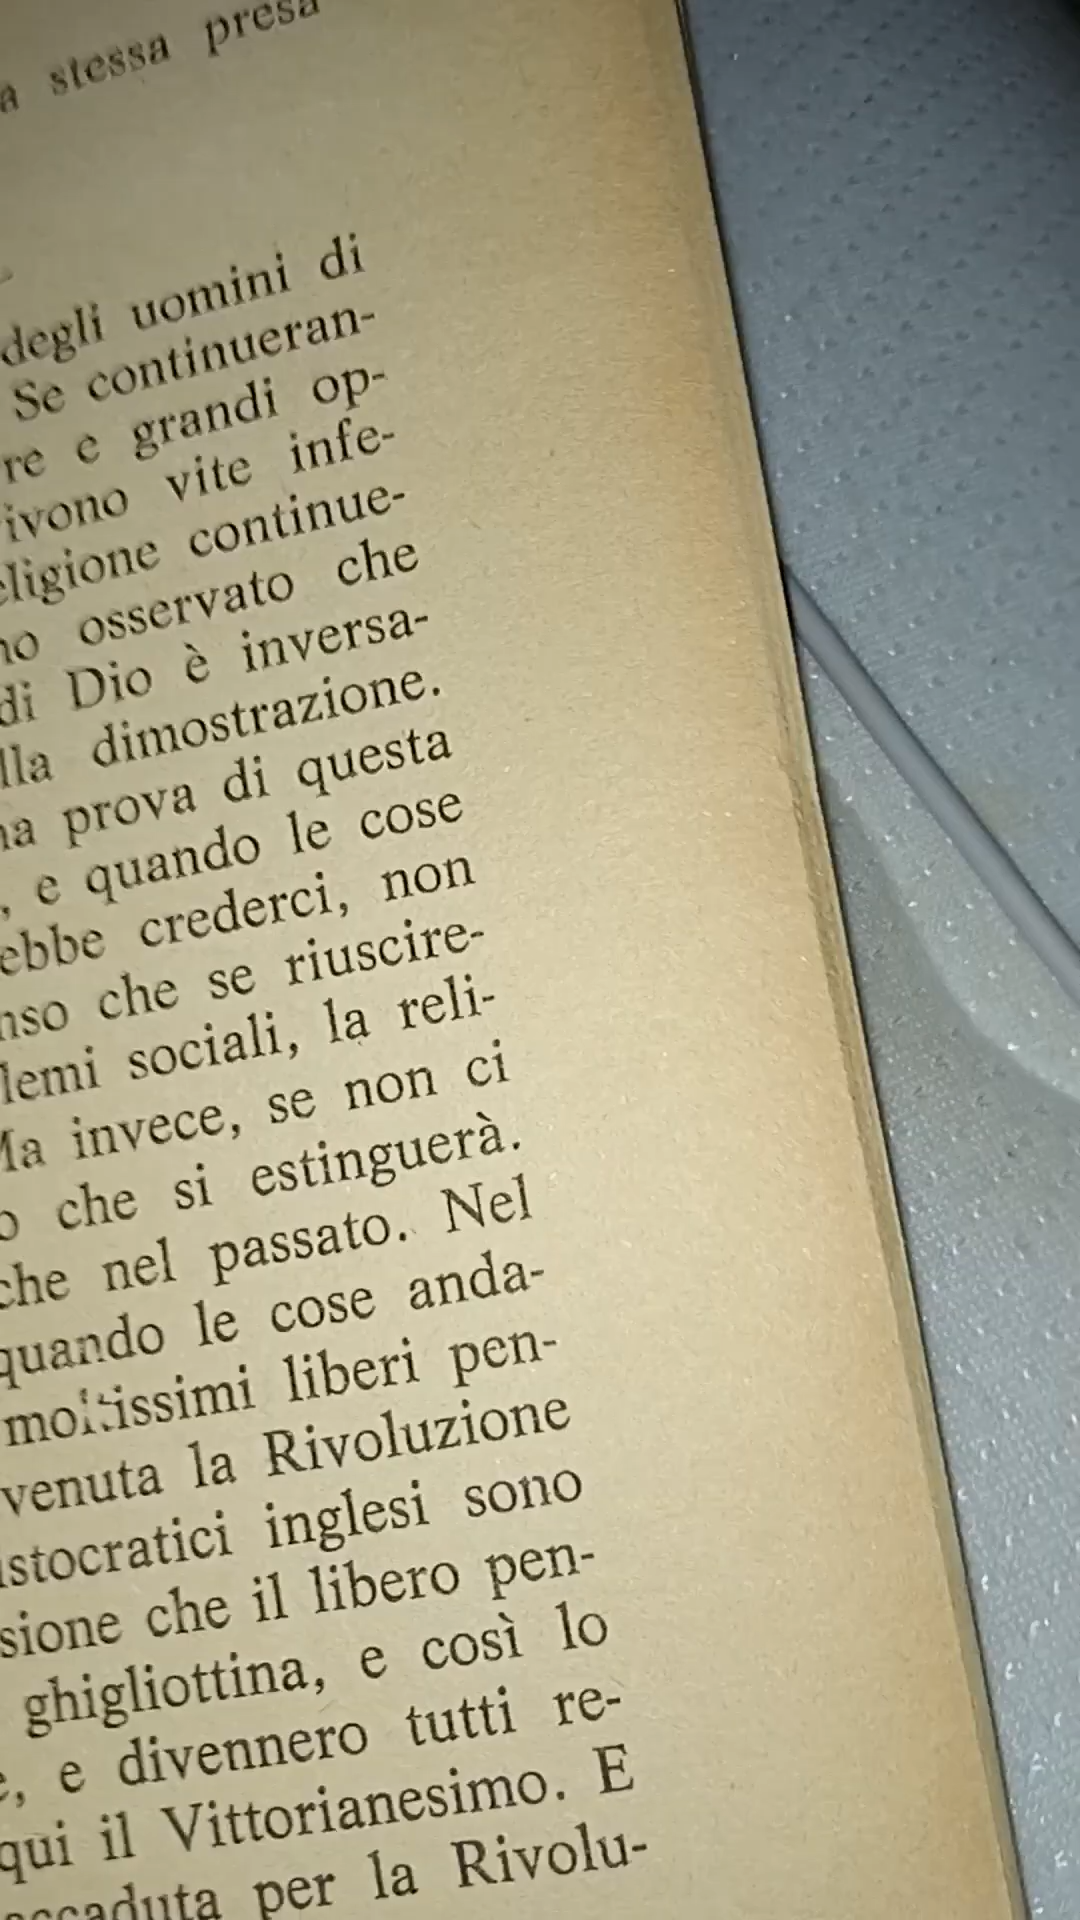 a stessa presa
degli uomini di
Se continueran-
re e grandi op-
ivono vite infe-
eligione continue-
no osservato che
di Dio è inversa-
lla dimostrazione.
na prova di questa
, e quando le cose
ebbe crederci, non
nso che se riuscire-
lemi sociali, la reli-
Ma invece, se non ci
o che si estinguerà.
che nel passato. Nel
quando le cose anda-
moltissimi liberi pen-
venuta la Rivoluzione
istocratici inglesi sono
sione che il libero pen-
ghigliottina, e così lo
e, e divennero tutti re-
qui il Vittorianesimo. E
accaduta per la Rivolu-